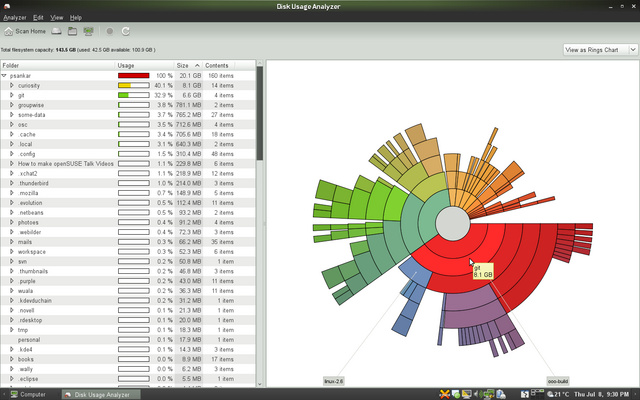 Disk Usage Analyzer
Analyzer Edit View Help
Scan Home
Total filesystem capacity: 143.5 GB (used: 42.5 GB available: 100.9 GB )
View as Rings Chart
Folder Usage Size Contents
psankar 100 % 20.1 GB 160 items
curiosity 40.1 % 8.1 GB 14 items
git 32.9 % 6.6 GB 4 items
groupwise 3.8 % 781.1 MB 2 items
some-data 3.7 % 765.2 MB 27 items
osc 3.5 % 712.6 MB 4 items
.cache 3.4 % 705.6 MB 18 items
.local 3.1 % 640.3 MB 2 items
.config 1.5 % 310.4 MB 48 items
How to make openSUSE Talk Videos 1.1 % 229.8 MB 6 items
.xchat2 1.1 % 218.9 MB 12 items
.thunderbird 1.0 % 214.0 MB 3 items
.mozilla 0.7 % 148.9 MB 5 items
.evolution 0.5 % 112.4 MB 11 items
.netbeans 0.5 % 93.2 MB 2 items
photoes 0.4 % 91.2 MB 4 items
.webilder 0.4 % 72.3 MB 3 items
mails 0.3 % 66.2 MB 35 items
workspace 0.3 % 52.3 MB 6 items
svn 0.2 % 50.8 MB 1 item
.thumbnails 0.2 % 46.8 MB 3 items
.purple 0.2 % 43.0 MB 11 items
wuala 0.2 % 36.3 MB 11 items
.kdevduchain 0.2 % 31.2 MB 1 item
.novell 0.1 % 21.3 MB 1 item
.rdesktop 0.1 % 20.0 MB 1 item
tmp 0.1 % 18.3 MB 1 item
personal 0.1 % 17.9 MB 1 item
.kde4 0.1 % 14.3 MB 3 items
books 0.0 % 8.9 MB 17 items
.wally 0.0 % 6.2 MB 3 items
.eclipse 0.0 % 5.5 MB 1 item
git
8.1 GB
linux-2.6
ooo-build
Computer
Disk Usage Analyzer
21 °C
Thu Jul 8, 9:30 PM